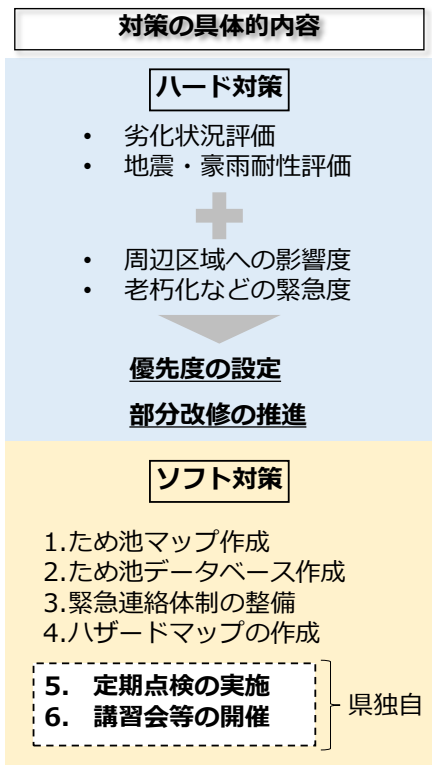 対策の具体的内容
ハード対策
• 劣化状況評価
• 地震・豪雨耐性評価
• 周辺区域への影響度
• 老朽化などの緊急度
優先度の設定
部分改修の推進
ソフト対策
1.ため池マップ作成
2.ため池データベース作成
3.緊急連絡体制の整備
4.ハザードマップの作成
5. 定期点検の実施
6. 講習会等の開催
県独自